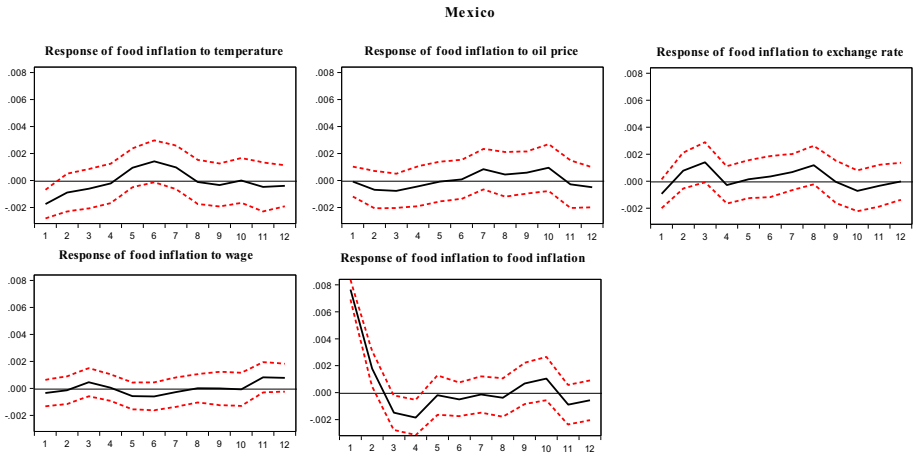 Mexico
Response of food inflation to temperature
.008
.006
.004
.002
.000
-.002
1 2 3 4 5 6 7 8 9 10 11 12
Response of food inflation to oil price
.008
.006
.004
.002
.000
-.002
1 2 3 4 5 6 7 8 9 10 11 12
Response of food inflation to exchange rate
.008
.006
.004
.002
.000
-.002
1 2 3 4 5 6 7 8 9 10 11 12
Response of food inflation to wage
.008
.006
.004
.002
.000
-.002
1 2 3 4 5 6 7 8 9 10 11 12
Response of food inflation to food inflation
.008
.006
.004
.002
.000
-.002
1 2 3 4 5 6 7 8 9 10 11 12